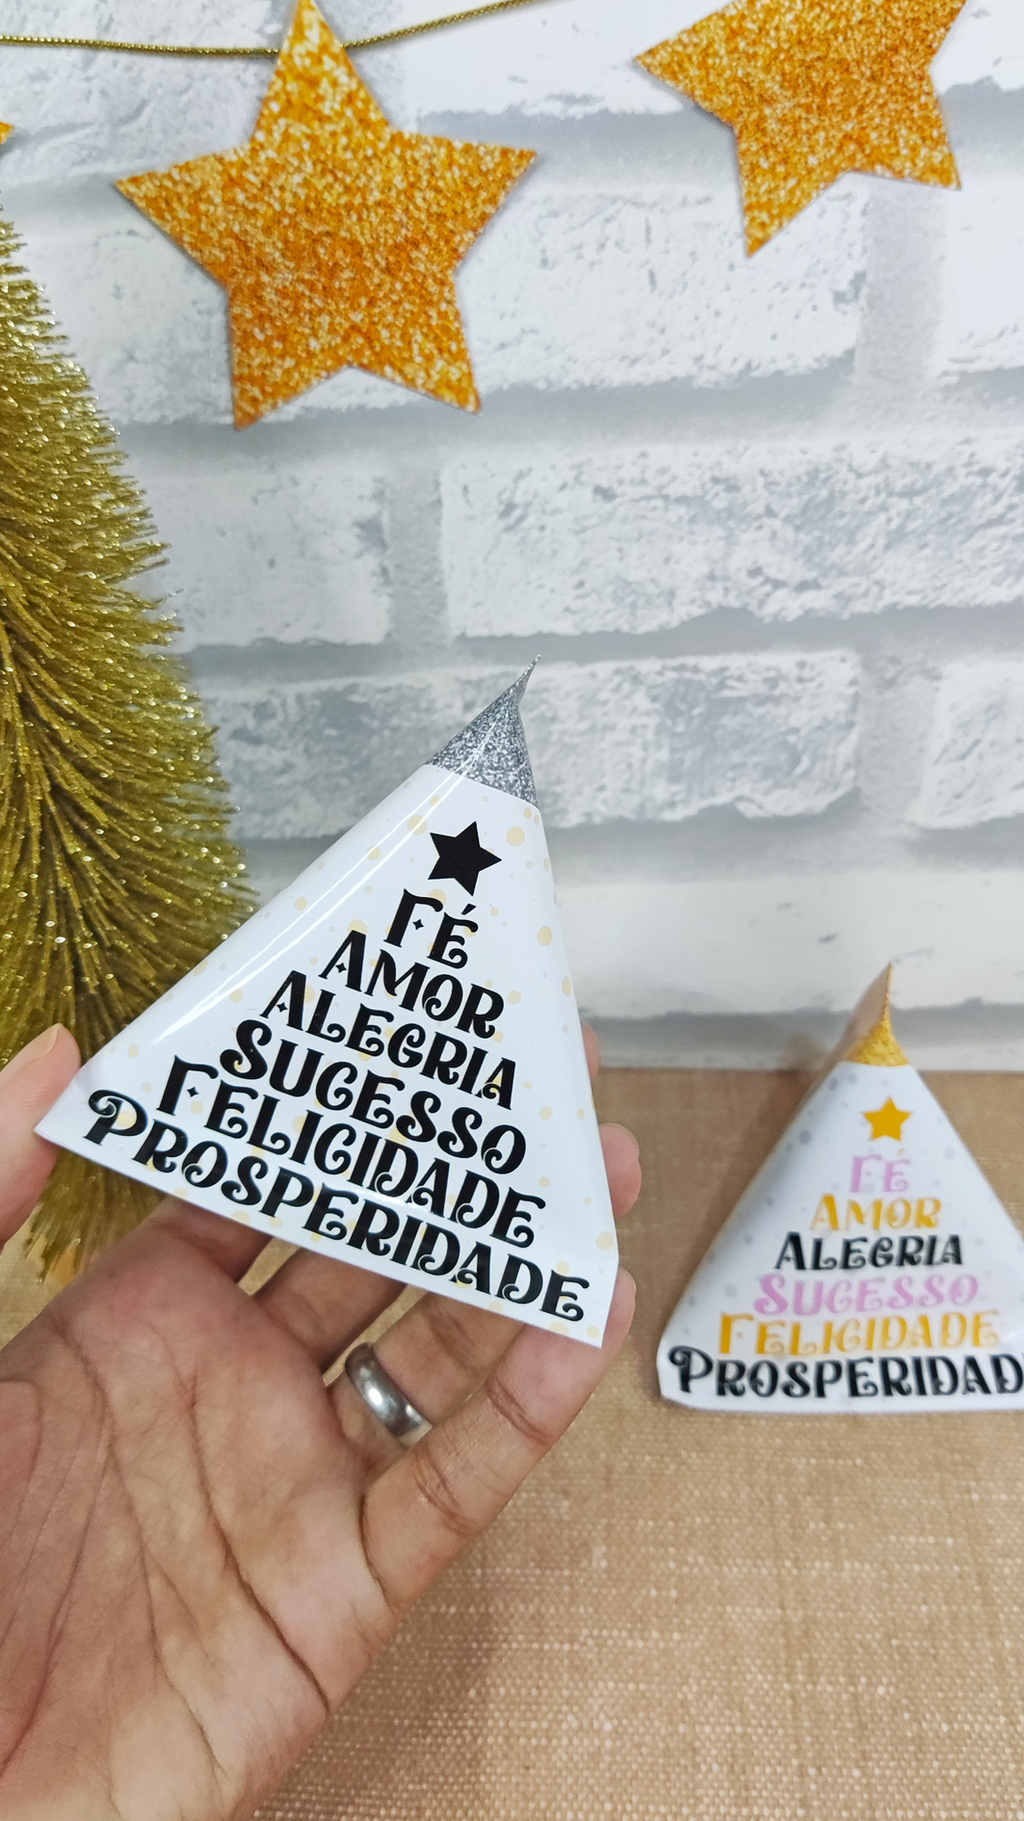 FÉ
AMOR
ALEGRIA
SUCESSO
FELICIDADE
PROSPERIDADE
FÉ
AMOR
ALEGRIA
SUCESSO
FELICIDADE
PROSPERIDAD